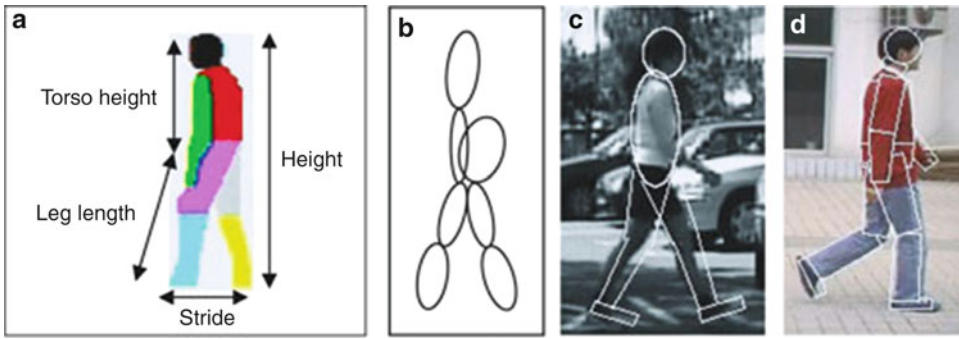 a
Torso height
Leg length
Height
Stride
b
c
d